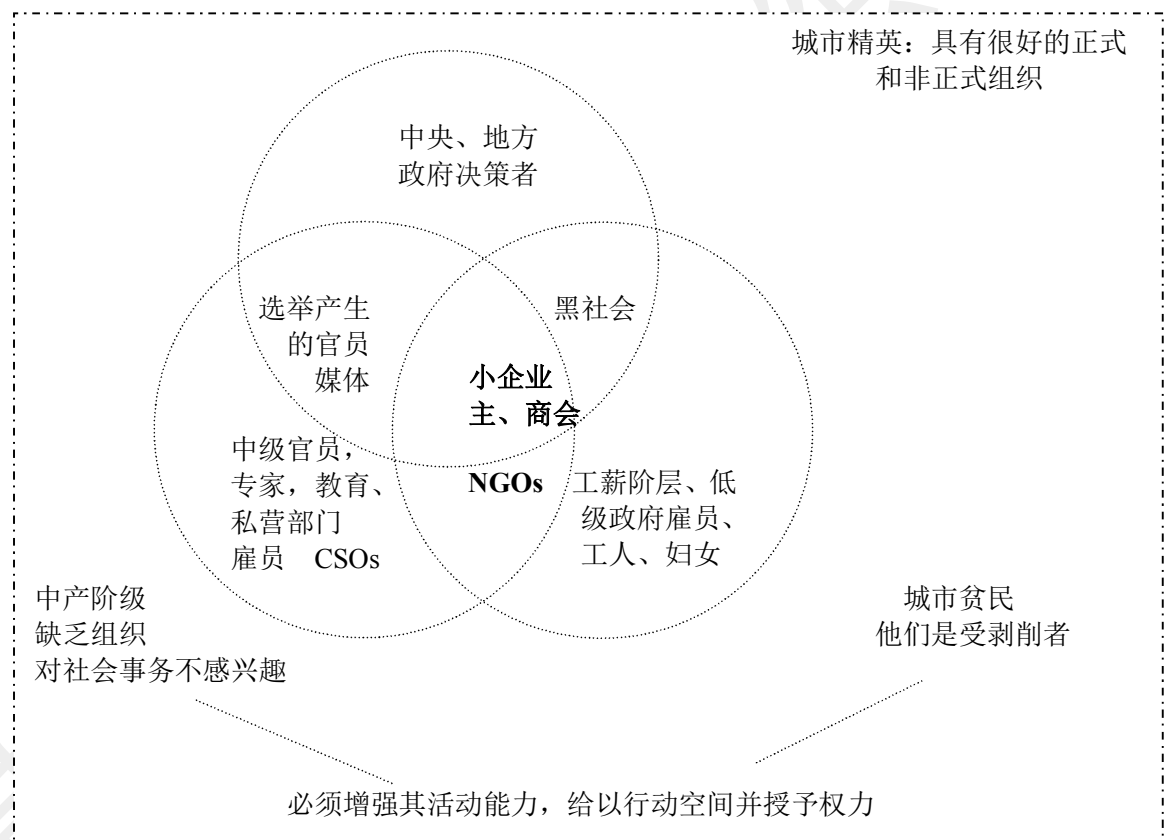 城市精英：具有很好的正式
和非正式组织
中央、地方
政府决策者
选举产生
的官员
媒体
黑社会
小企业
主、商会
中级官员，
专家，教育、
私营部门
雇员 CSOs
NGOs
工薪阶层、低
级政府雇员、
工人、妇女
中产阶级
缺乏组织
对社会事务不感兴趣
城市贫民
他们是受剥削者
必须增强其活动能力，给以行动空间并授予权力